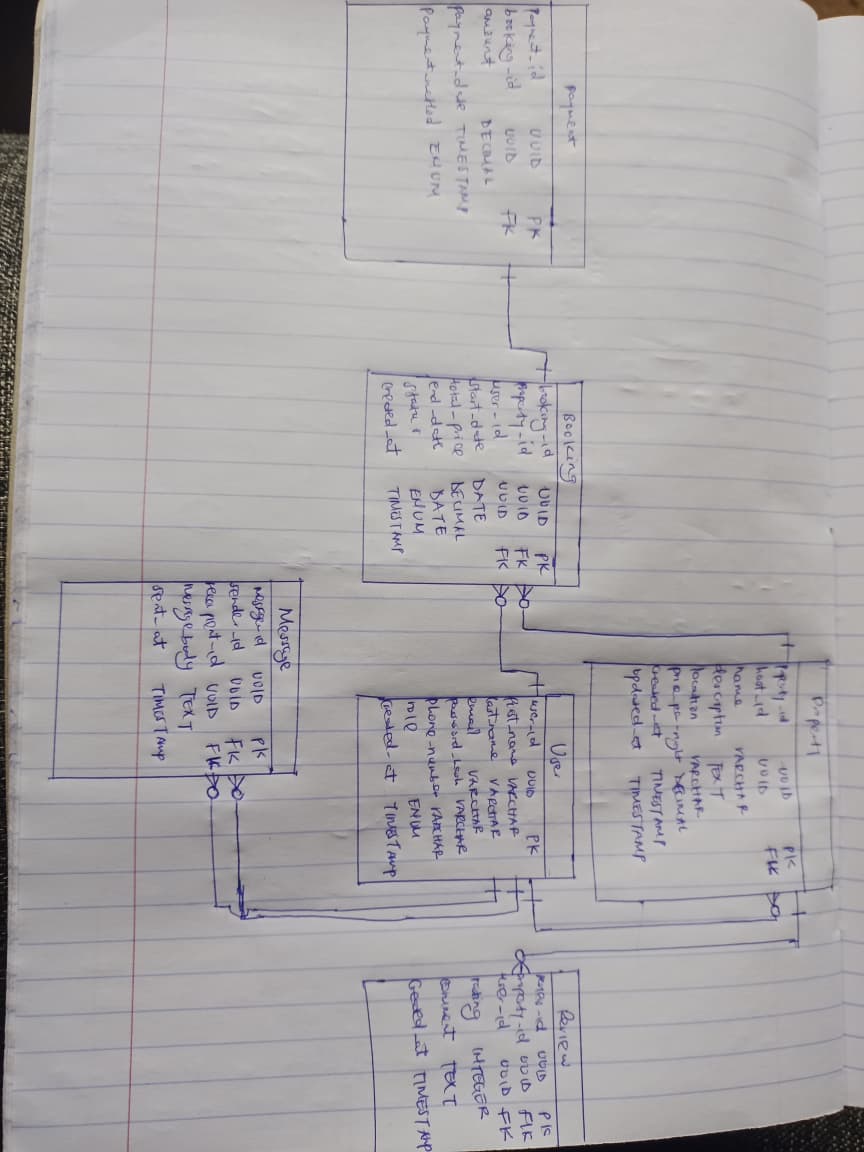 Payment
Payment_id UUID PK
booking_id UUID FK
amount DECIMAL
payment_date TIMESTAMP
Payment_method ENUM
Booking
booking_id UUID PK
property_id UUID FK
user_id UUID FK
start_date DATE
total_price DECIMAL
end_date DATE
status ENUM
created_at TIMESTAMP
Property
property_id UUID PK
host_id UUID FK
name VARCHAR
description TEXT
location VARCHAR
pricepernight DECIMAL
created_at TIMESTAMP
updated_at TIMESTAMP
User
user_id UUID PK
first_name VARCHAR
last_name VARCHAR
email VARCHAR
password_hash VARCHAR
phone_number VARCHAR
role ENUM
created_at TIMESTAMP
Message
message_id UUID PK
sender_id UUID FK
recipient_id UUID FK
messagebody TEXT
sent_at TIMESTAMP
Review
review_id UUID PK
property_id UUID FK
user_id UUID FK
rating INTEGER
comment TEXT
Created_at TIMESTAMP